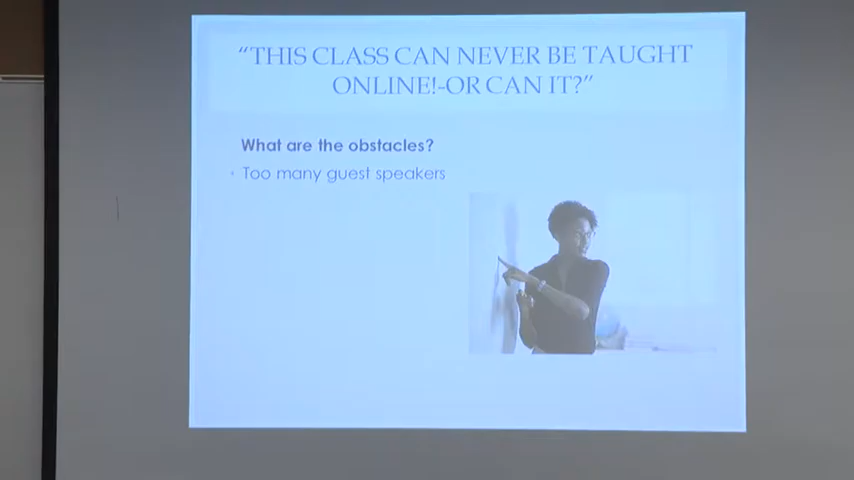 “THIS CLASS CAN NEVER BE TAUGHT
ONLINE!-OR CAN IT?”
What are the obstacles?
• Too many guest speakers